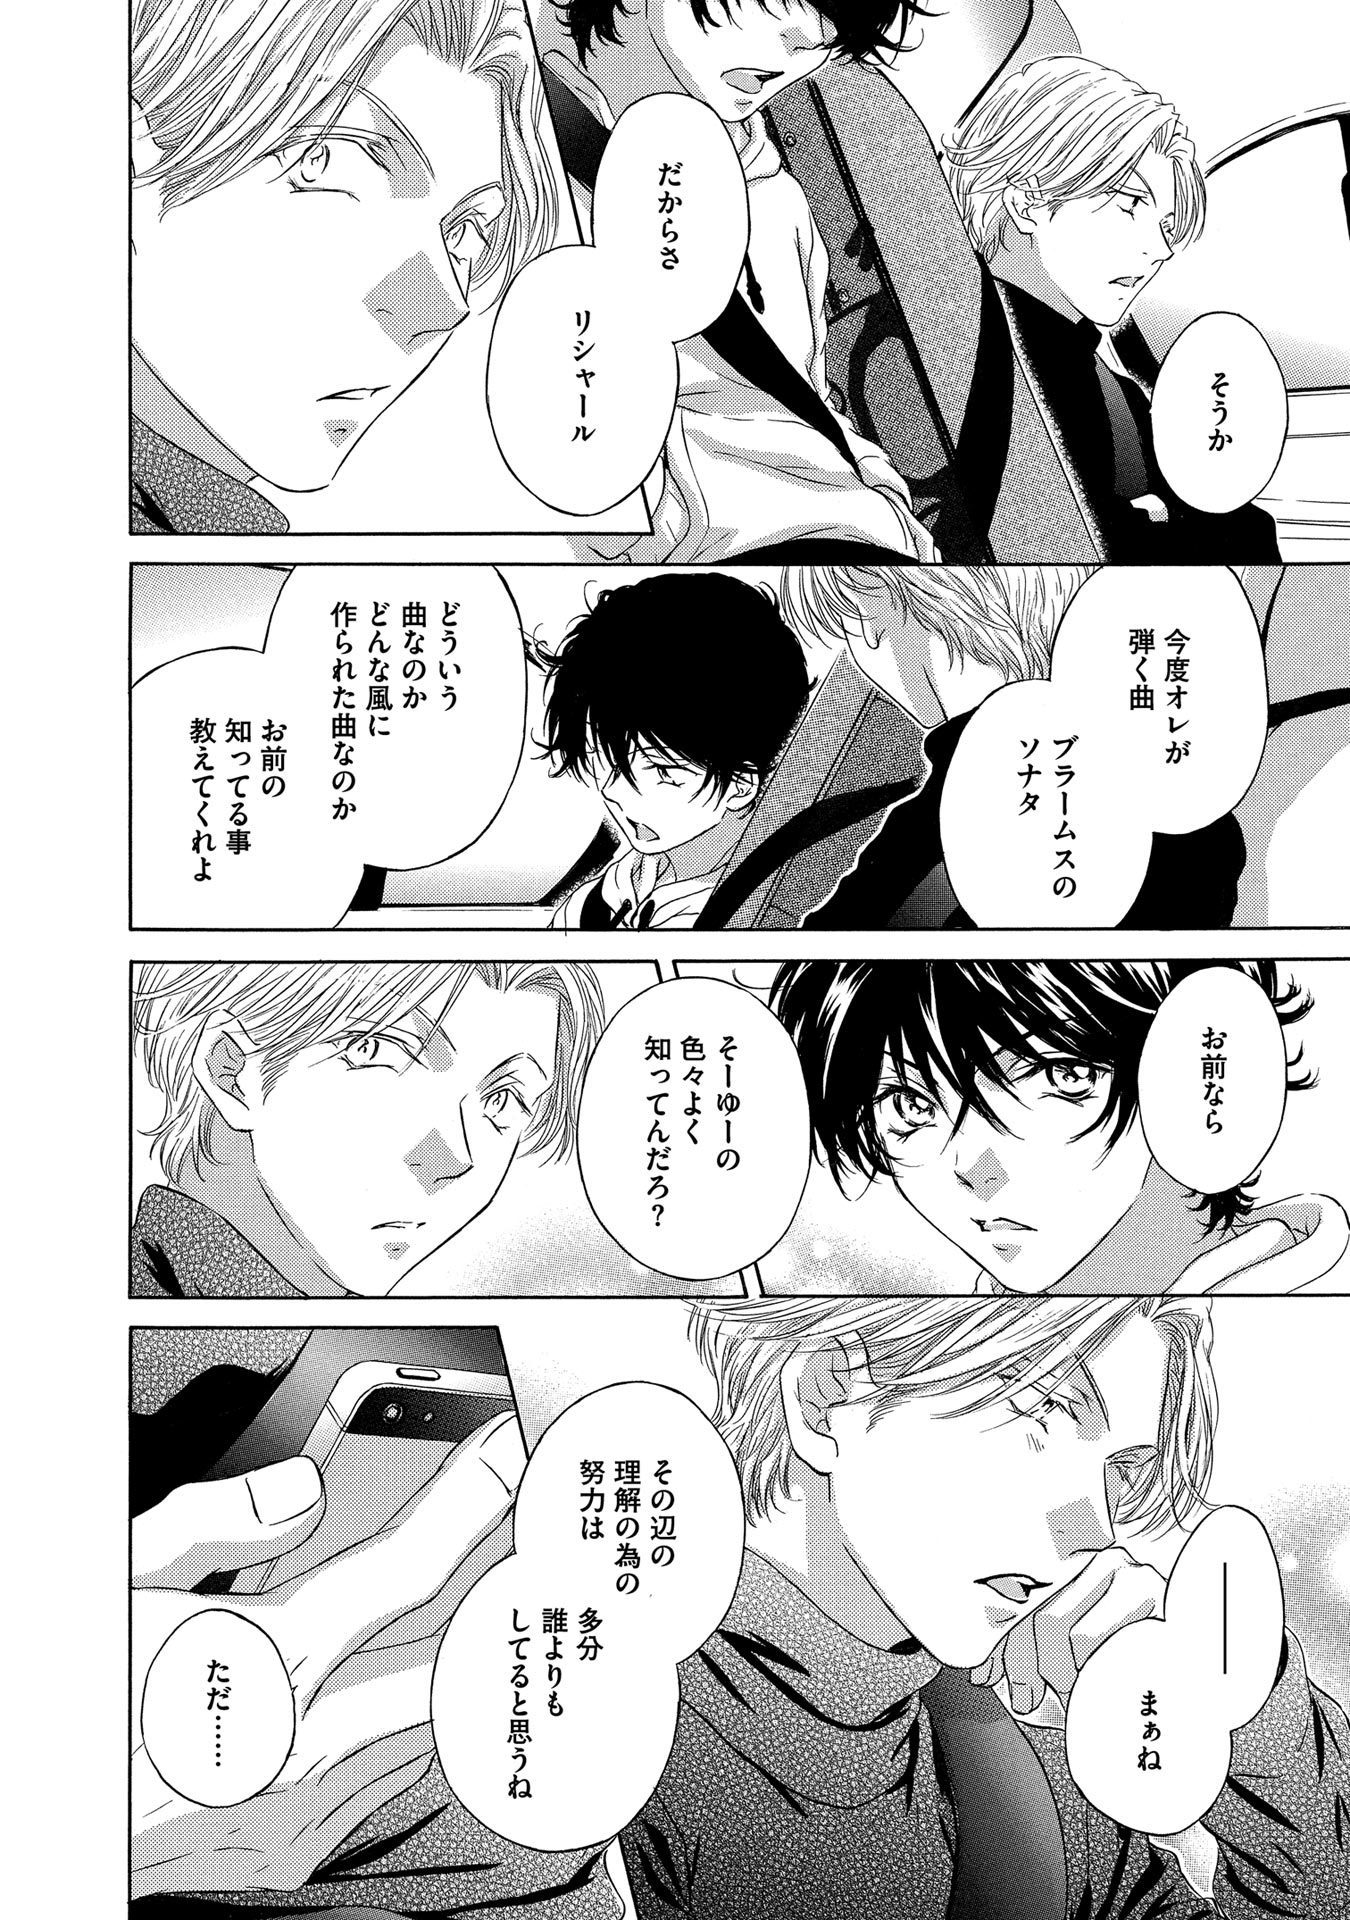 そうか
だからさ
リシャール
今度オレが
弾く曲
ブラームスの
ソナタ
どういう
曲なのか
どんな風に
作られた曲なのか
お前の
知ってる事
教えてくれよ
お前なら
そーゆーの
色々よく
知ってんだろ?
──まぁね
その辺の
理解の為の
努力は
多分
誰よりも
してると思うね
ただ……